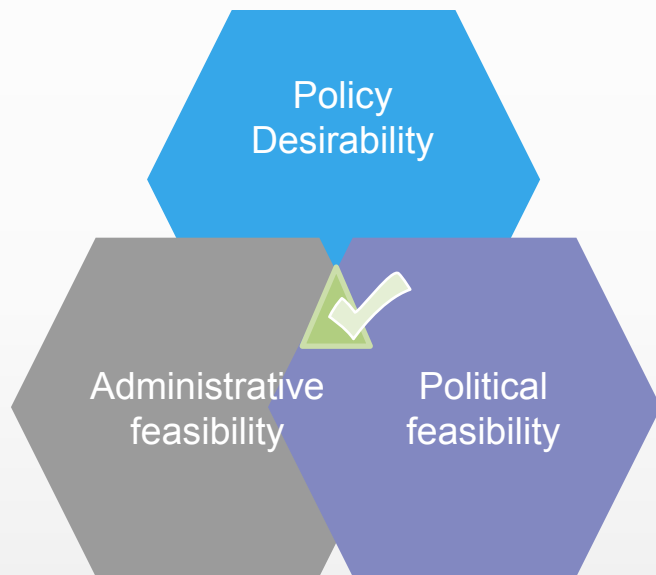 Policy
Desirability
Administrative
feasibility
Political
feasibility